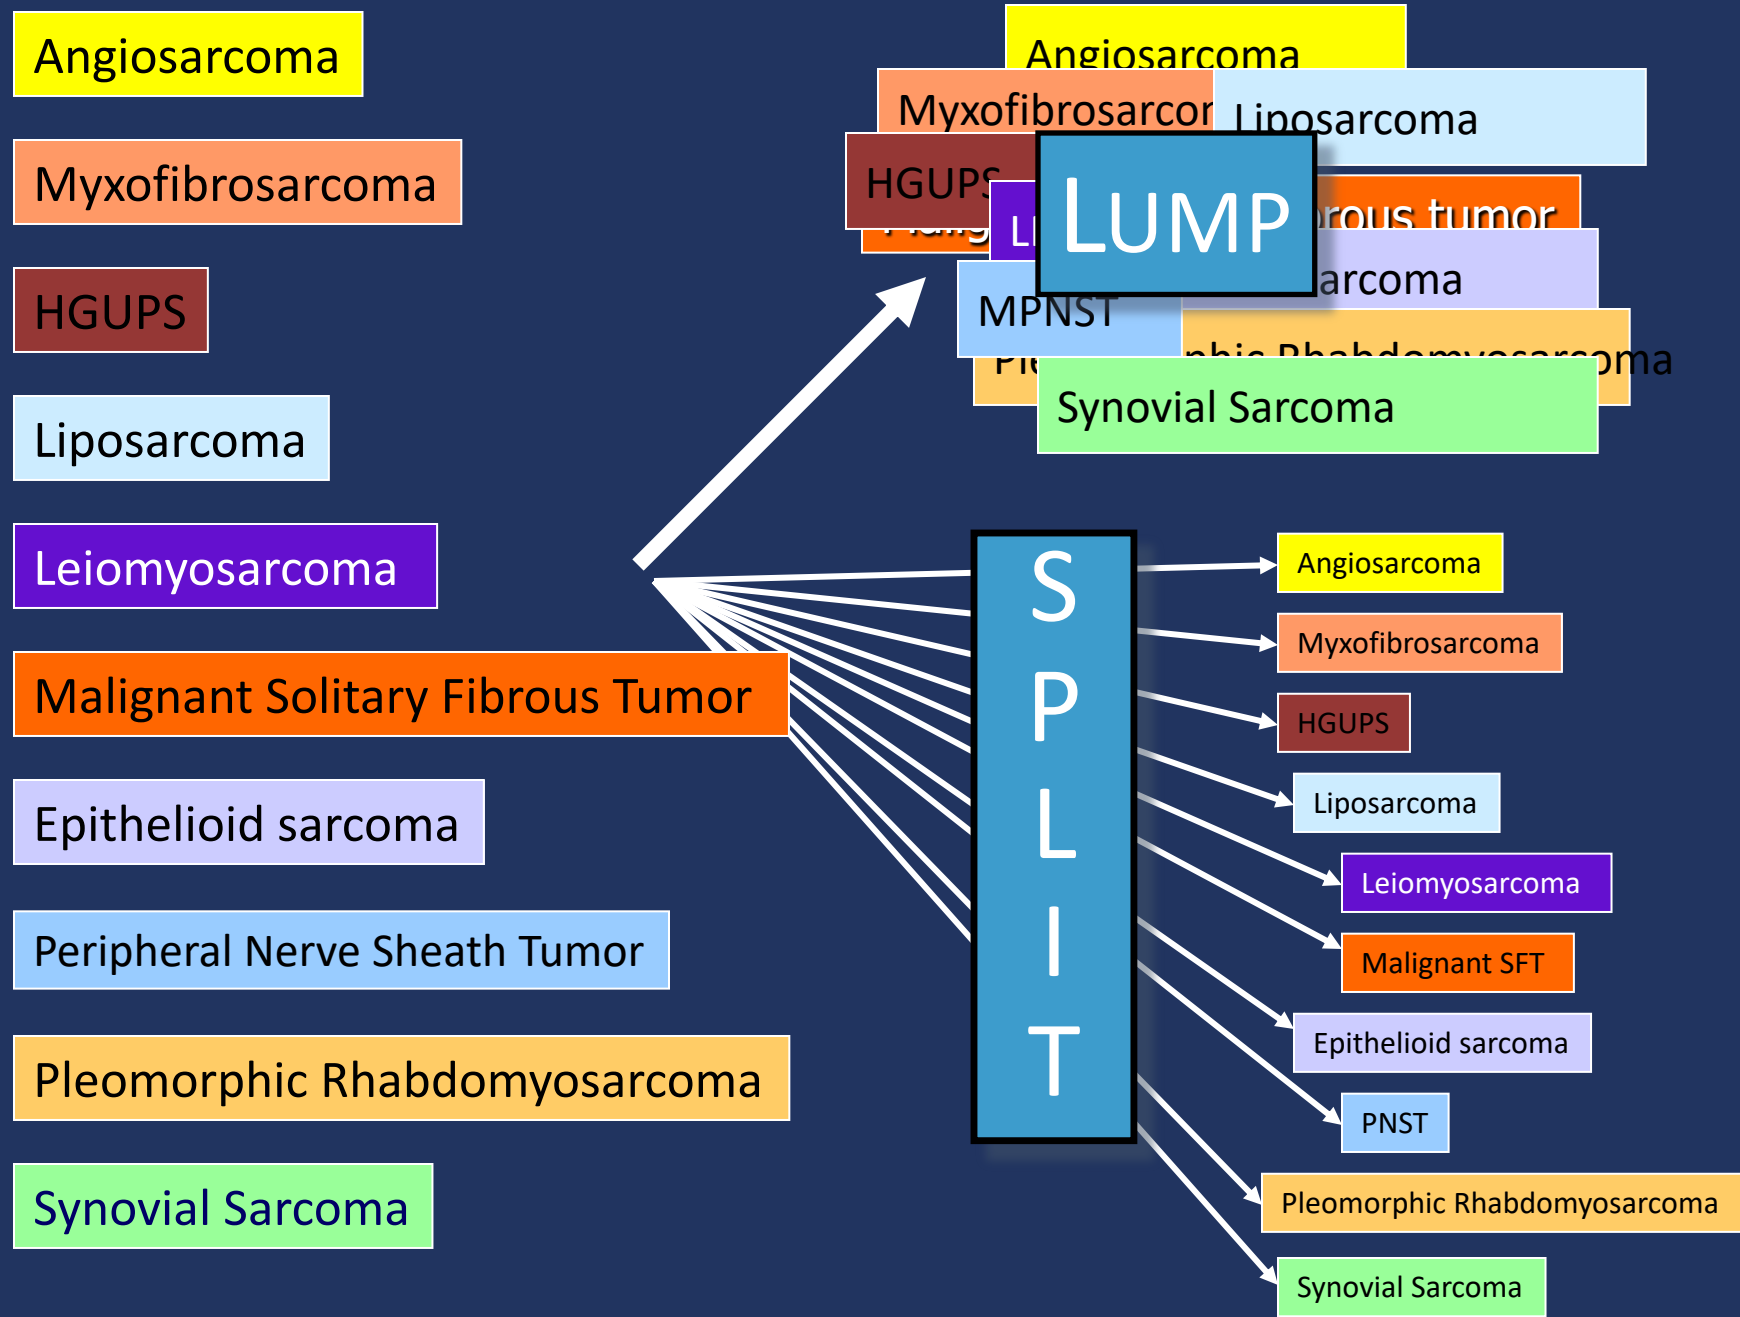 Angiosarcoma
Myxofibrosarcoma
HGUPS
Liposarcoma
Leiomyosarcoma
Malignant Solitary Fibrous Tumor
Epithelioid sarcoma
Peripheral Nerve Sheath Tumor
Pleomorphic Rhabdomyosarcoma
Synovial Sarcoma
Angiosarcoma
Liposarcoma
HGUPS
LUMP
tumor
MPNST
Synovial Sarcoma
SPLIT
Angiosarcoma
Myxofibrosarcoma
HGUPS
Liposarcoma
Leiomyosarcoma
Malignant SFT
Epithelioid sarcoma
PNST
Pleomorphic Rhabdomyosarcoma
Synovial Sarcoma